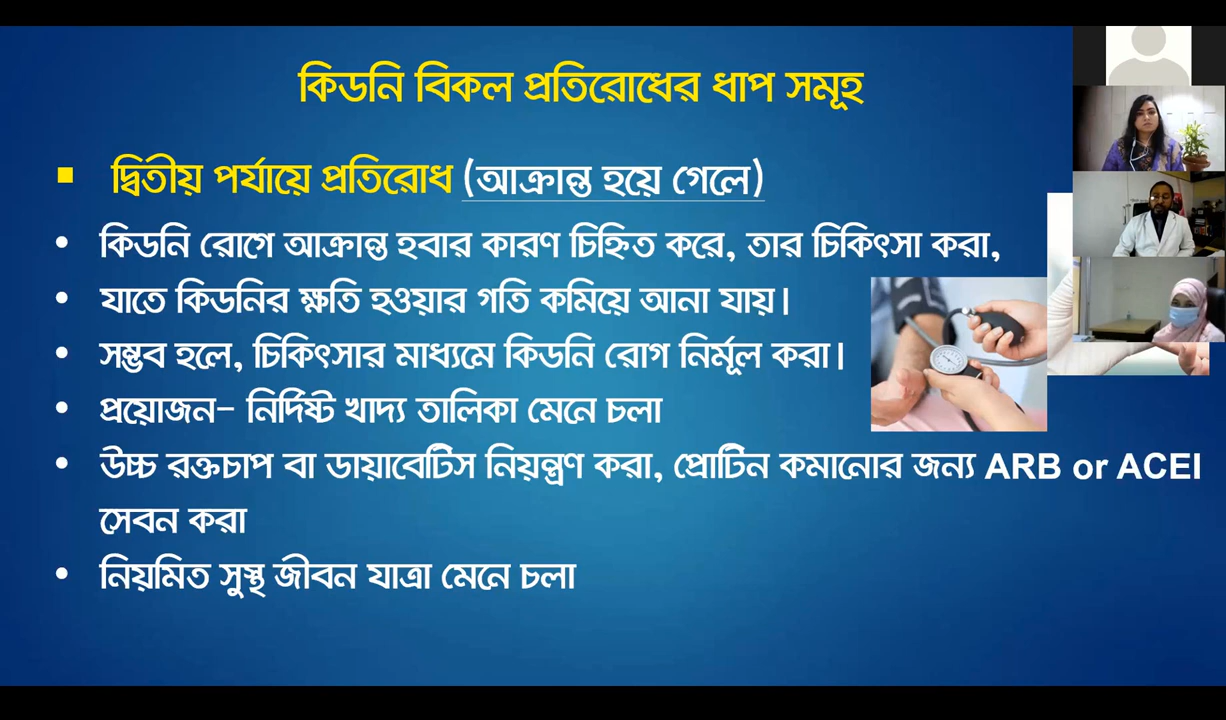 কিডনি বিকল প্রতিরোধের ধাপ সমূহ
▪ দ্বিতীয় পর্যায়ে প্রতিরোধ (আক্রান্ত হয়ে গেলে)
• কিডনি রোগে আক্রান্ত হবার কারণ চিহ্নিত করে, তার চিকিৎসা করা,
• যাতে কিডনির ক্ষতি হওয়ার গতি কমিয়ে আনা যায়।
• সম্ভব হলে, চিকিৎসার মাধ্যমে কিডনি রোগ নির্মূল করা।
• প্রয়োজন- নির্দিষ্ট খাদ্য তালিকা মেনে চলা
• উচ্চ রক্তচাপ বা ডায়াবেটিস নিয়ন্ত্রণ করা, প্রোটিন কমানোর জন্য ARB or ACEI
সেবন করা
• নিয়মিত সুস্থ জীবন যাত্রা মেনে চলা